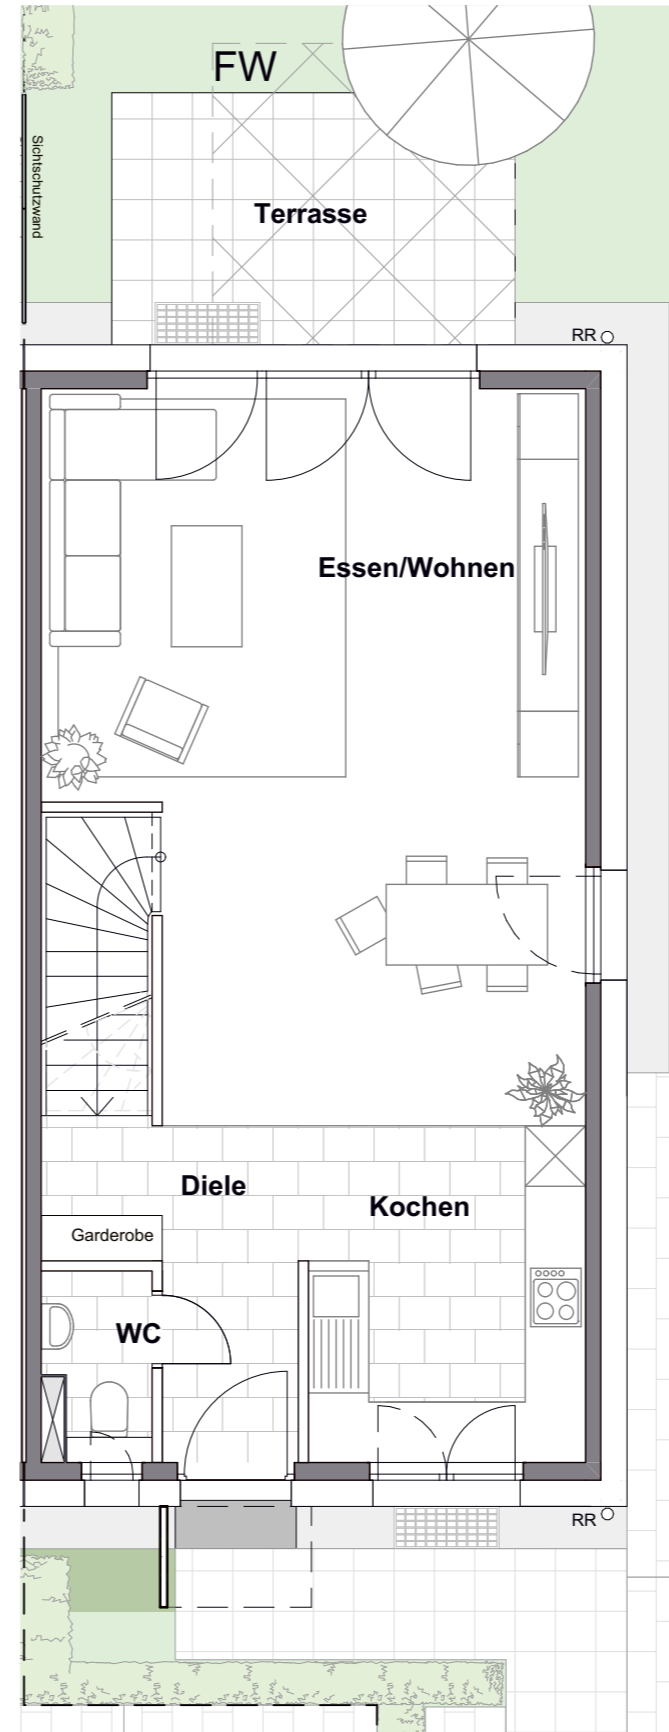 FW
Sichtschutzwand
Terrasse
RR
Essen/Wohnen
Diele
Kochen
Garderobe
WC
RR